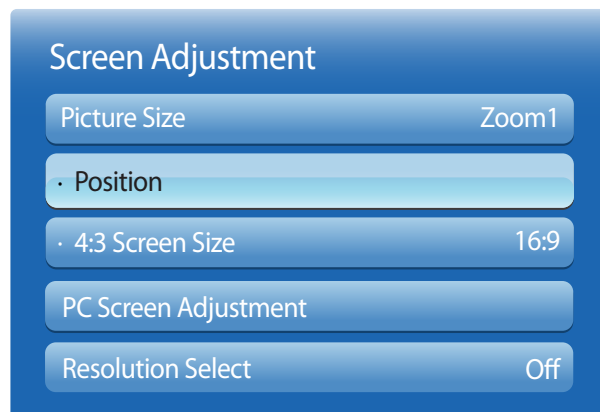 Screen Adjustment
Picture Size Zoom1
· Position
· 4:3 Screen Size 16:9
PC Screen Adjustment
Resolution Select Off